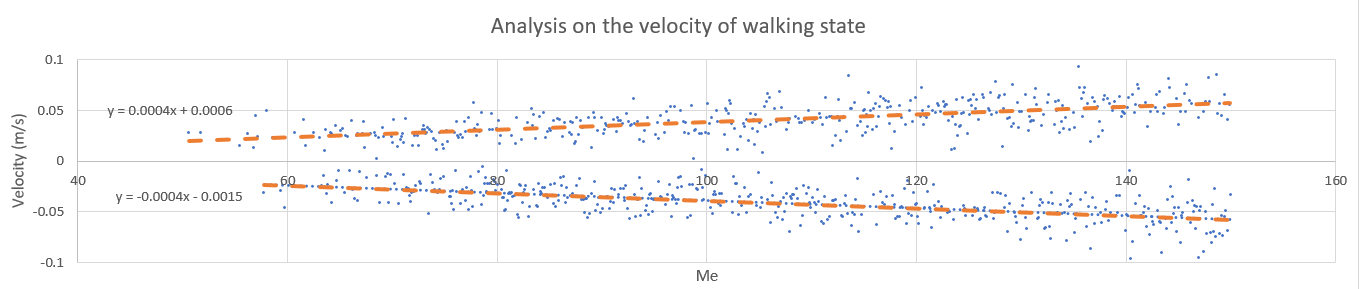 Analysis on the velocity of walking state
0.1
0.05
0
-0.05
-0.1
Velocity (m/s)
y = 0.0004x + 0.0006
y = -0.0004x - 0.0015
40 60 80 100 120 140 160
Me